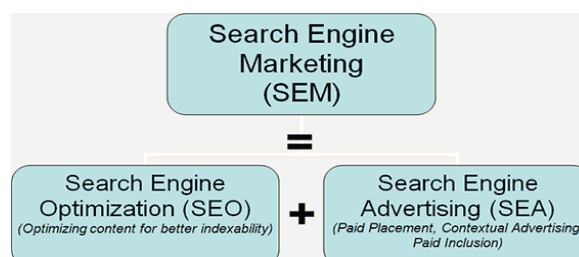 Search Engine
Marketing
(SEM)
=
Search Engine
Optimization (SEO)
(Optimizing content for better indexability)
+
Search Engine
Advertising (SEA)
(Paid Placement, Contextual Advertising
Paid Inclusion)